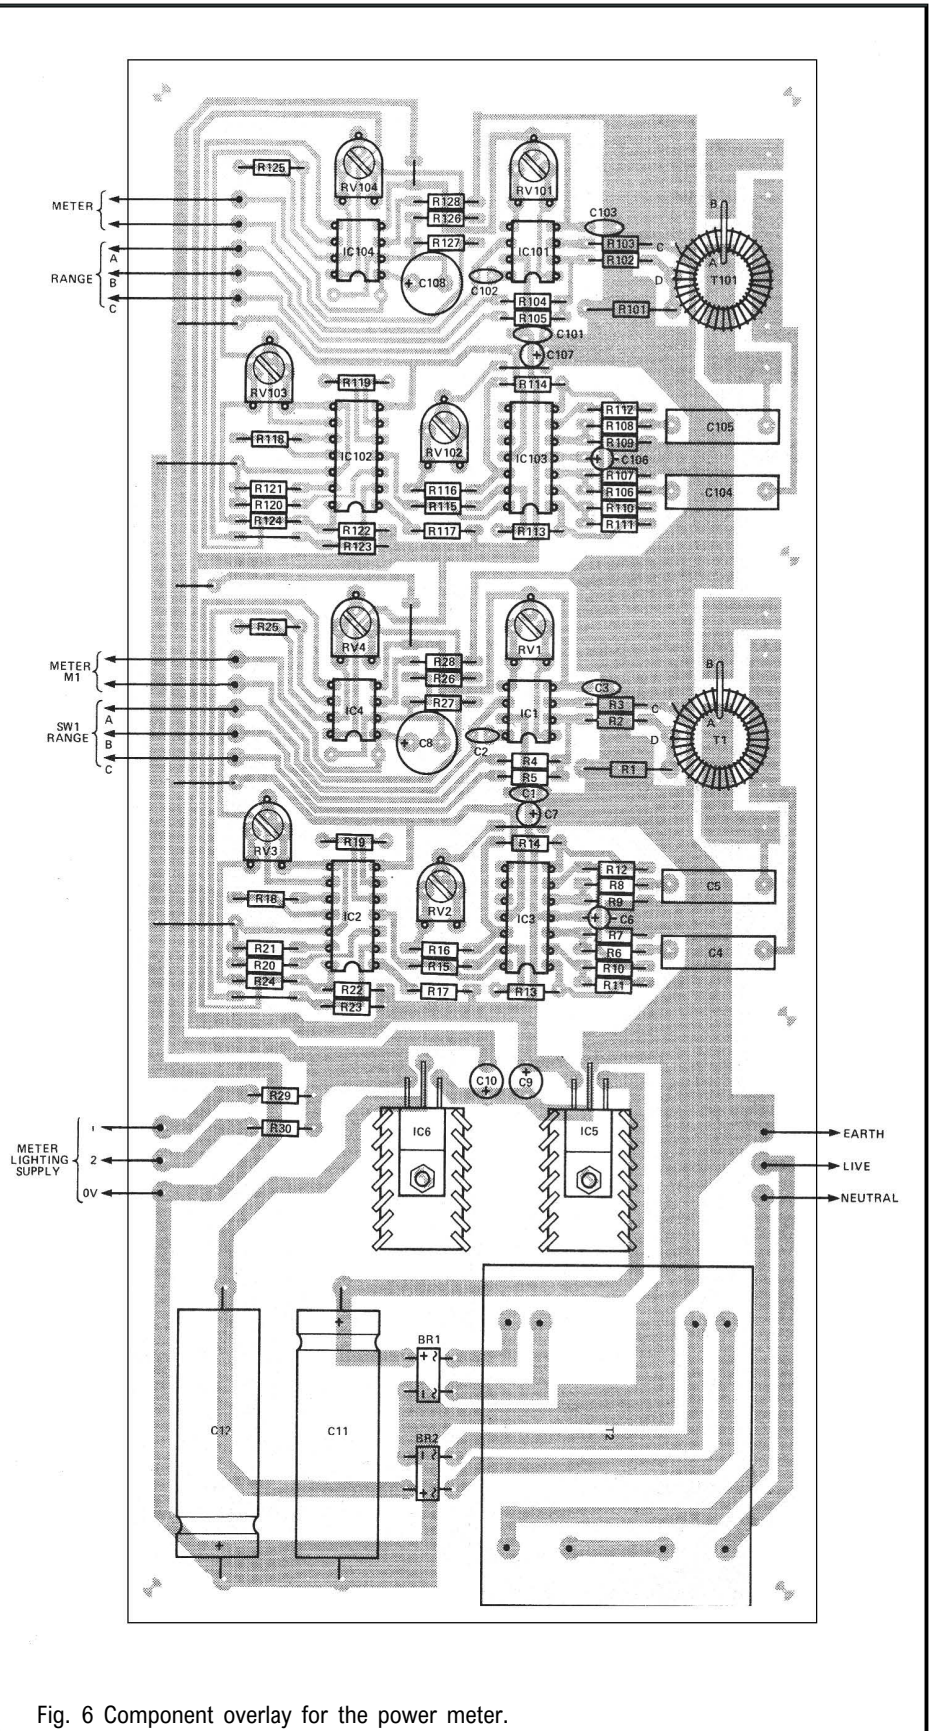 R125
RV104
RV101
METER
R128
R126
B
C103
IC104
R127
IC101
R103
C
RANGE
A
B
C
C108
+
C102
R102
A
T101
D
R104
R105
R101
C101
+
C107
RV103
R119
R114
R112
R108
C105
R118
RV102
R109
IC102
IC103
+
C106
R107
R121
R116
R106
C104
R120
R115
R110
R124
R111
R122
R117
R113
R123
R25
RV4
RV1
METER
M1
R28
R26
B
C3
IC4
R27
IC1
R3
C
SW1
RANGE
A
B
C
C8
+
C2
R2
A
T1
D
R4
R5
R1
C1
+
C7
RV3
R19
R14
R12
R8
C5
R18
RV2
R9
IC2
IC3
+
C6
R7
R21
R16
R6
C4
R20
R15
R10
R24
R11
R22
R17
R13
R23
C10
+
+
C9
R29
R30
METER
LIGHTING
SUPPLY
1
2
0V
IC6
IC5
EARTH
LIVE
NEUTRAL
+
BR1
+ ~
− ~
C12
C11
BR2
− ~
+ ~
T2
+
Fig. 6 Component overlay for the power meter.